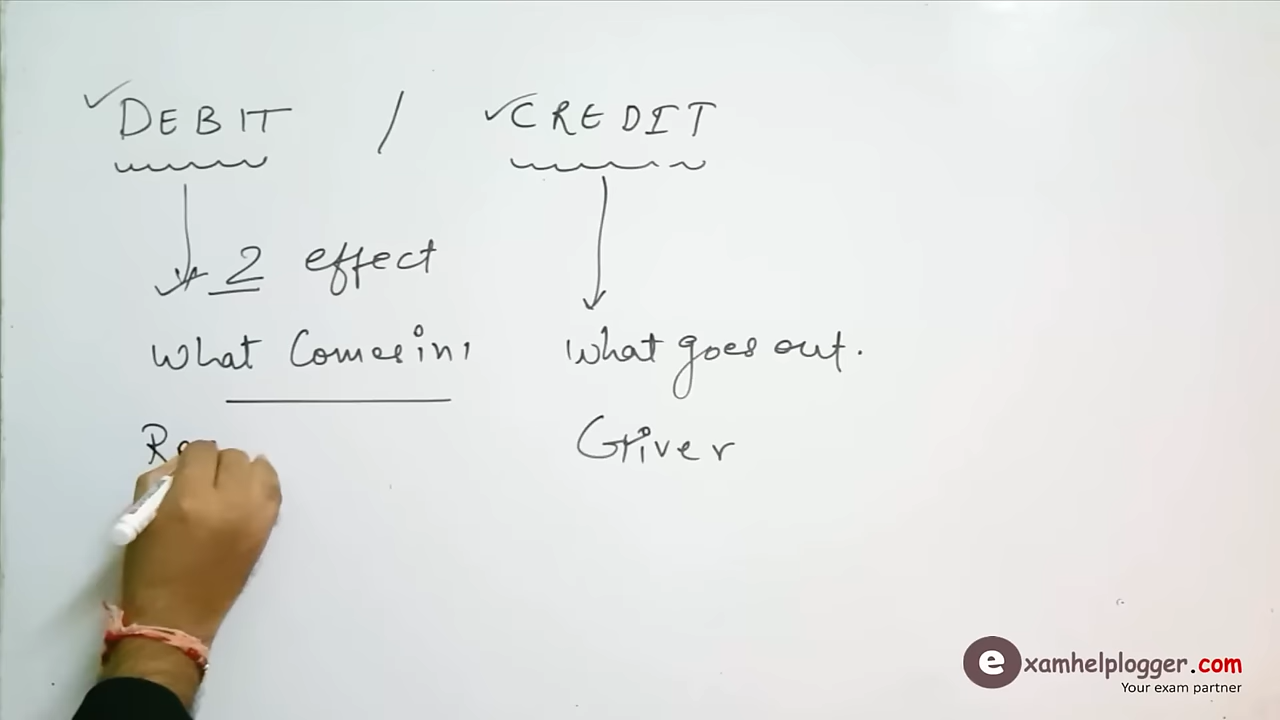 DEBIT / CREDIT
2 effect
What Comes in, What goes out.
Giver
examhelplogger.com
Your exam partner